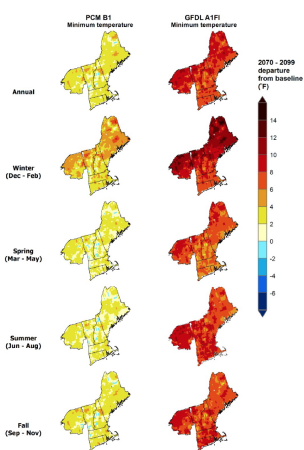 PCM B1
Minimum temperature
GFDL A1FI
Minimum temperature
2070 - 2099
departure
from baseline
(˚F)
Annual
14
12
10
8
6
4
2
0
-2
-4
-6
Winter
(Dec - Feb)
Spring
(Mar - May)
Summer
(Jun - Aug)
Fall
(Sep - Nov)